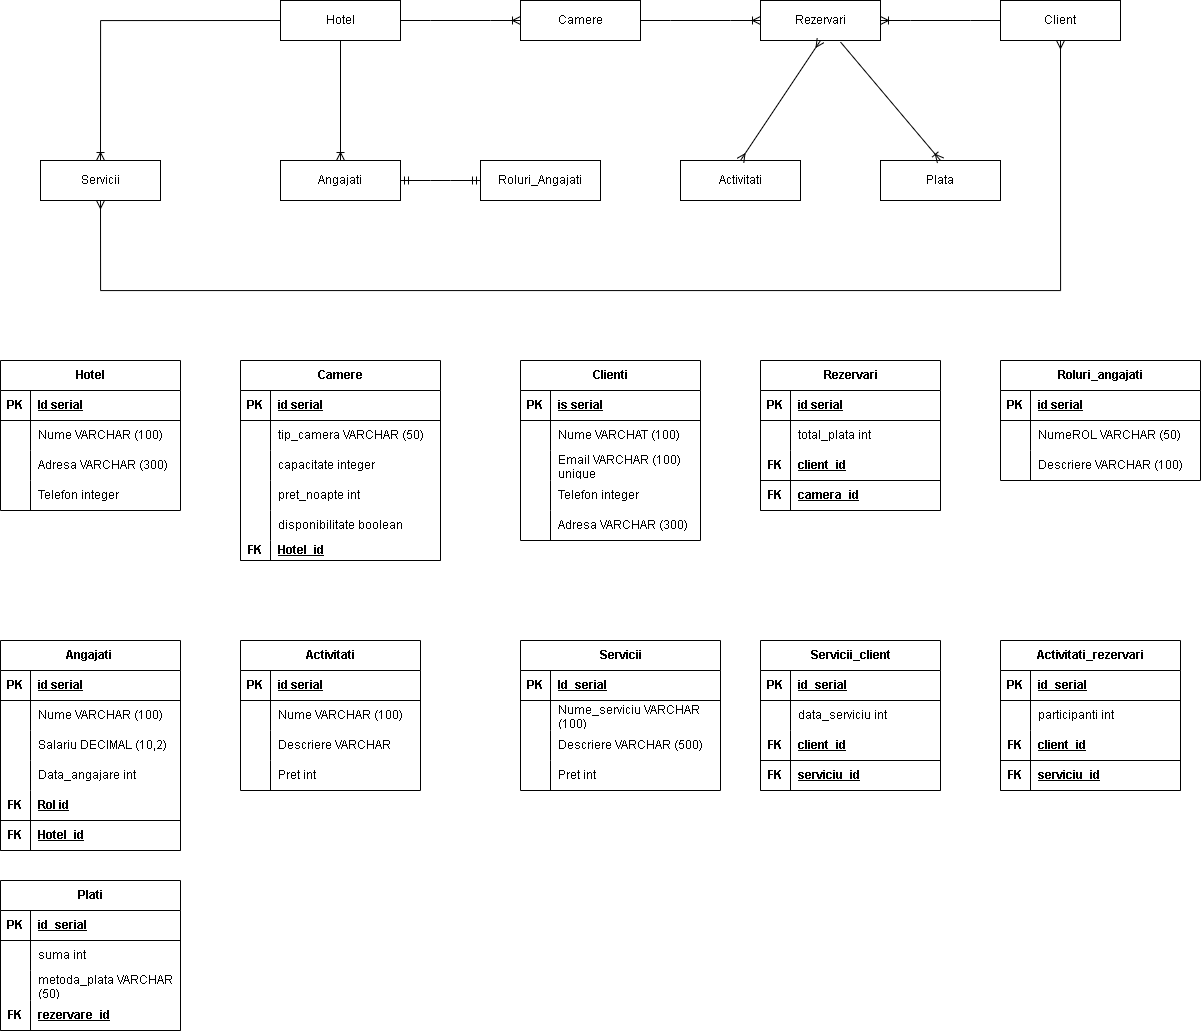 Hotel
Camere
Rezervari
Client
Servicii
Angajati
Roluri_Angajati
Activitati
Plata
Hotel
PK Id serial
Nume VARCHAR (100)
Adresa VARCHAR (300)
Telefon integer
Camere
PK id serial
tip_camera VARCHAR (50)
capacitate integer
pret_noapte int
disponibilitate boolean
FK Hotel_id
Clienti
PK is serial
Nume VARCHAT (100)
Email VARCHAR (100)
unique
Telefon integer
Adresa VARCHAR (300)
Rezervari
PK id serial
total_plata int
FK client_id
FK camera_id
Roluri_angajati
PK id serial
NumeROL VARCHAR (50)
Descriere VARCHAR (100)
Angajati
PK id serial
Nume VARCHAR (100)
Salariu DECIMAL (10,2)
Data_angajare int
FK Rol id
FK Hotel_id
Activitati
PK id serial
Nume VARCHAR (100)
Descriere VARCHAR
Pret int
Servicii
PK Id_serial
Nume_serviciu VARCHAR
(100)
Descriere VARCHAR (500)
Pret int
Servicii_client
PK id_serial
data_serviciu int
FK client_id
FK serviciu_id
Activitati_rezervari
PK id_serial
participanti int
FK client_id
FK serviciu_id
Plati
PK id_serial
suma int
metoda_plata VARCHAR
(50)
FK rezervare_id